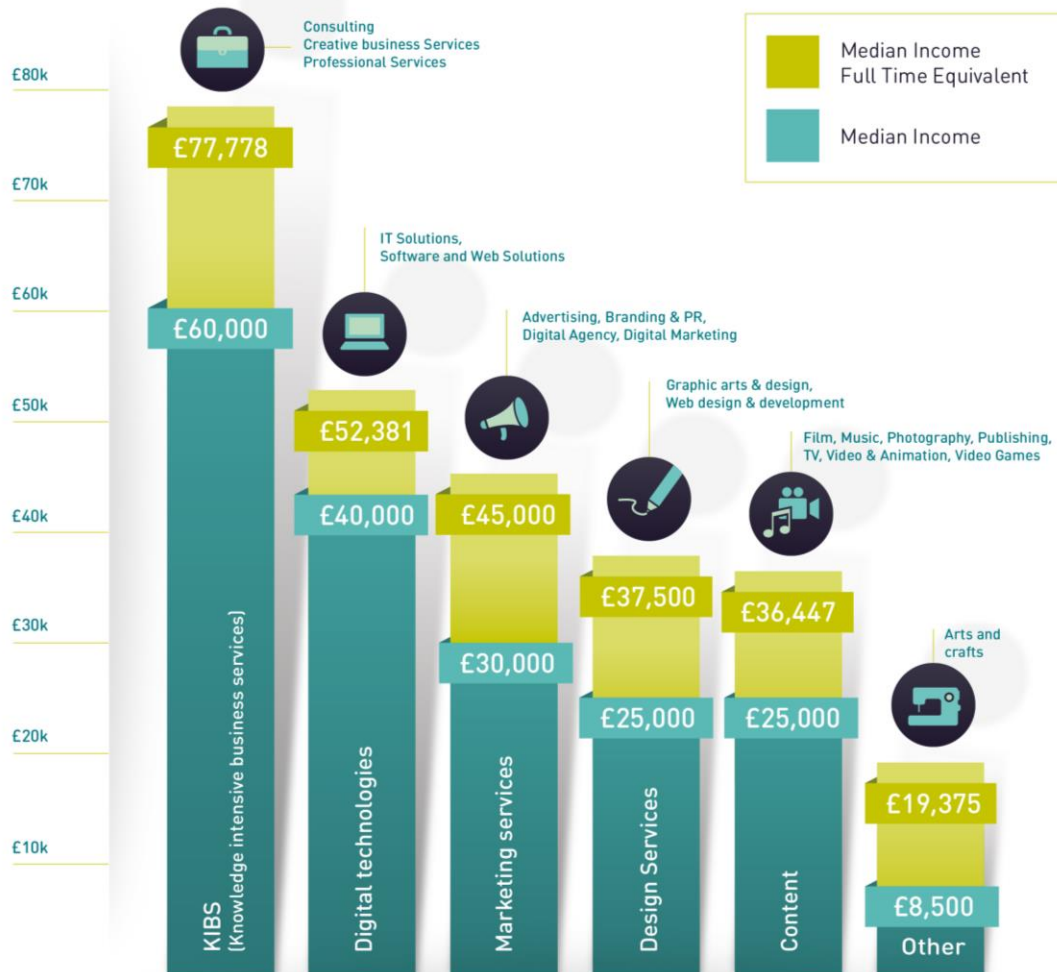 Consulting
Creative business Services
Professional Services
Median Income
Full Time Equivalent
Median Income
£80k
£70k
£60k
£50k
£40k
£30k
£20k
£10k
£77,778
£60,000
KIBS
(Knowledge intensive business services)
IT Solutions,
Software and Web Solutions
£52,381
£40,000
Digital technologies
Advertising, Branding & PR,
Digital Agency, Digital Marketing
£45,000
£30,000
Marketing services
Graphic arts & design,
Web design & development
£37,500
£25,000
Design Services
Film, Music, Photography, Publishing,
TV, Video & Animation, Video Games
£36,447
£25,000
Content
Arts and
crafts
£19,375
£8,500
Other